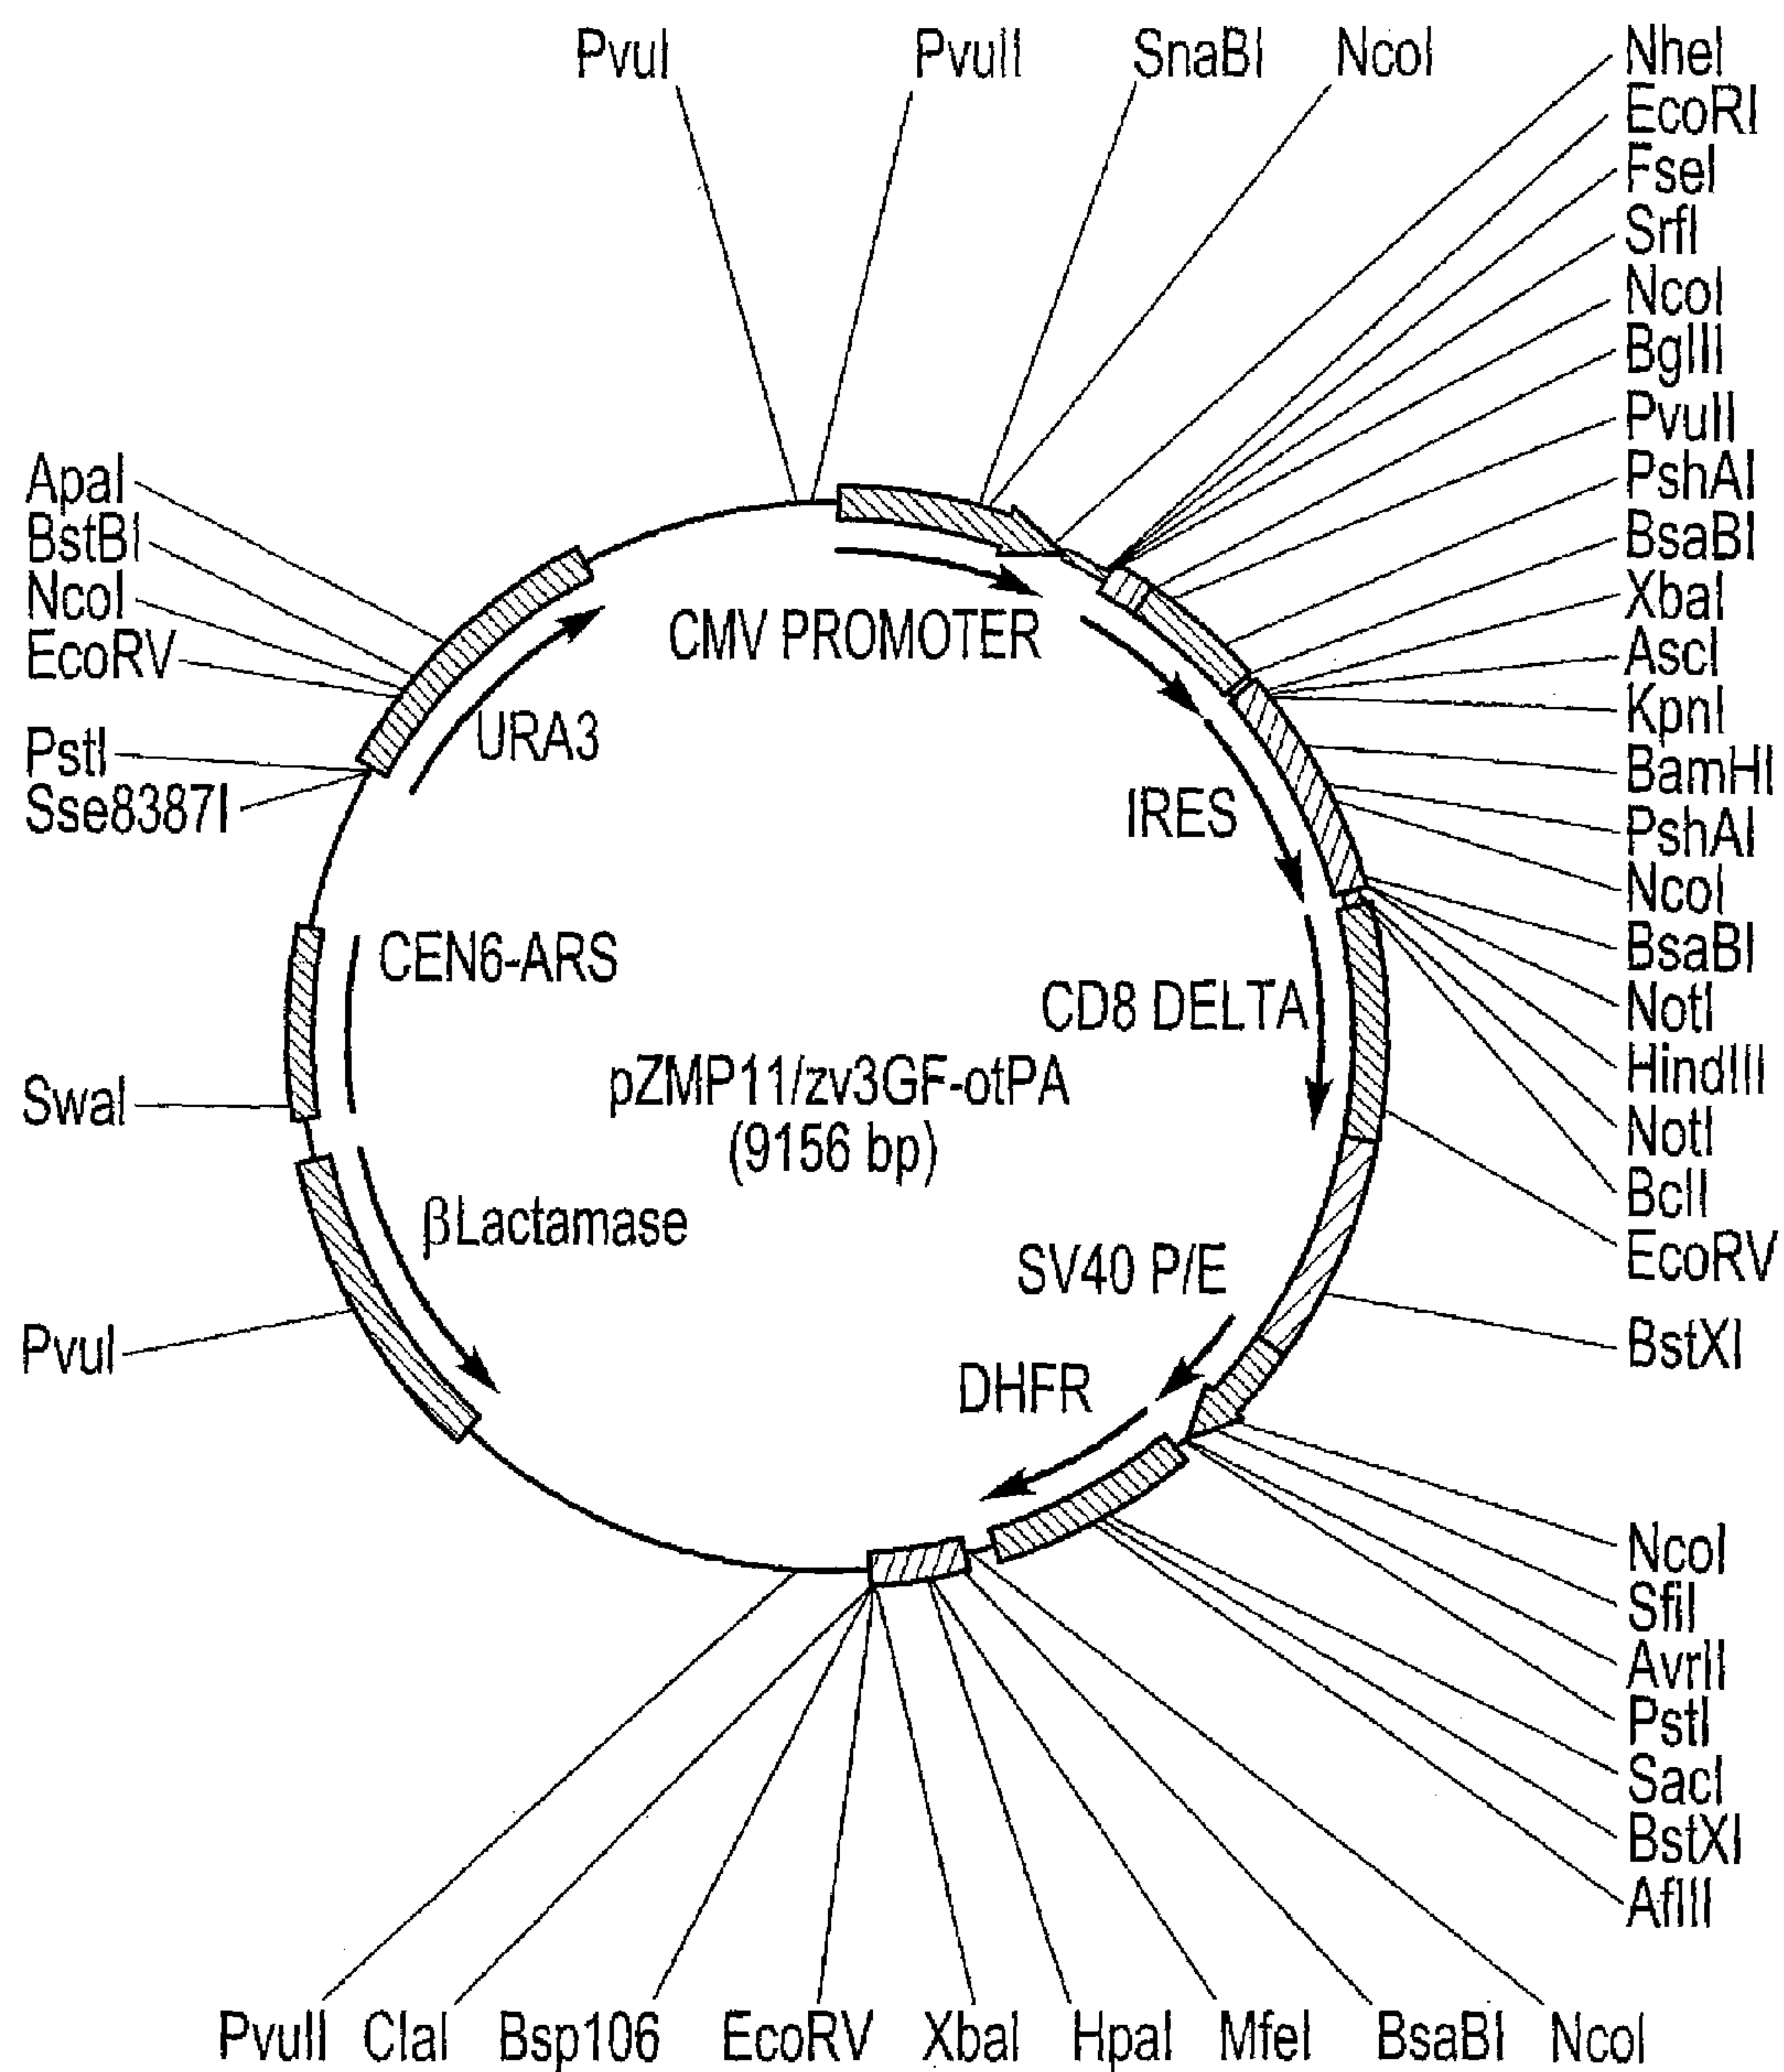 PvuI
PvuII
SnaBI
NcoI
NheI
EcoRI
FseI
SrfI
NcoI
BglII
PvuII
PshAI
BsaBI
XbaI
AscI
KpnI
BamHI
PshAI
NcoI
BsaBI
NotI
HindIII
NotI
BclI
EcoRV
BstXI
NcoI
SfiI
AvrII
PstI
SacI
BstXI
AflII
ApaI
BstBI
NcoI
EcoRV
PstI
Sse8387I
SwaI
PvuI
CMV PROMOTER
URA3
IRES
CEN6-ARS
CD8 DELTA
pZMP11/zv3GF-otPA
(9156 bp)
βLactamase
SV40 P/E
DHFR
PvuII
ClaI
Bsp106
EcoRV
XbaI
HpaI
MfeI
BsaBI
NcoI